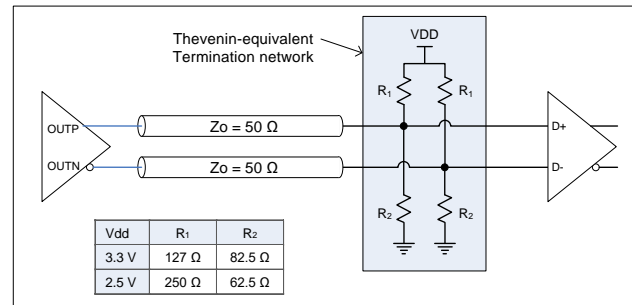 Thevenin-equivalent
Termination network
VDD
R1 R1
OUTP Zo = 50 Ω D+
OUTN Zo = 50 Ω D-
R2 R2
Vdd R1 R2
3.3 V 127 Ω 82.5 Ω
2.5 V 250 Ω 62.5 Ω